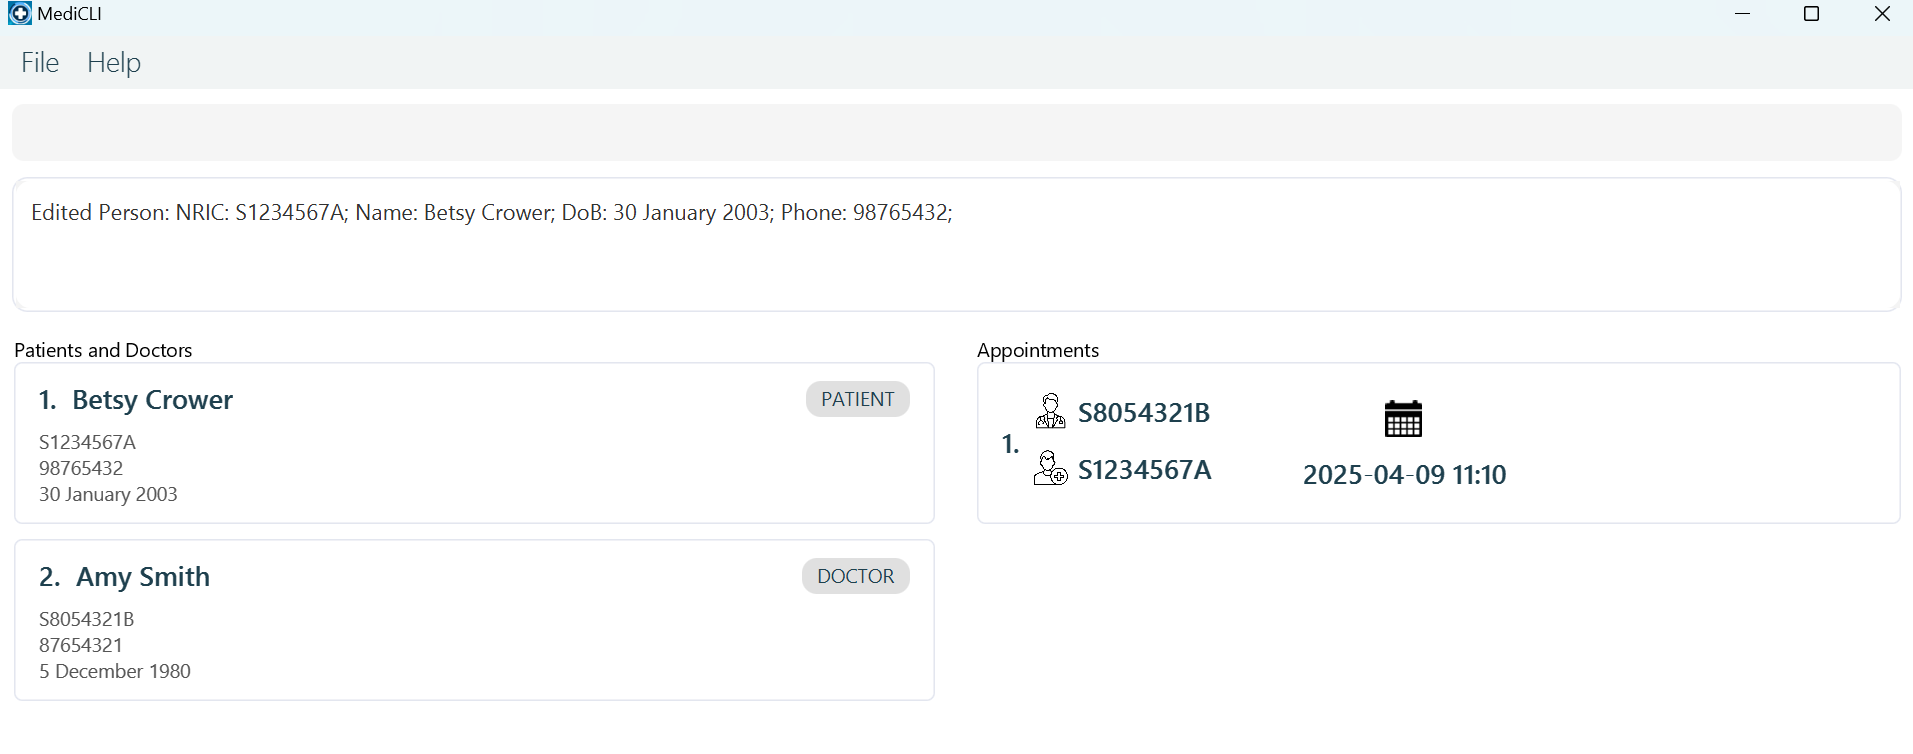 MediCLI
File Help
Edited Person: NRIC: S1234567A; Name: Betsy Crower; DoB: 30 January 2003; Phone: 98765432;
Patients and Doctors
1. Betsy Crower
PATIENT
S1234567A
98765432
30 January 2003
2. Amy Smith
DOCTOR
S8054321B
87654321
5 December 1980
Appointments
1.
S8054321B
S1234567A
2025-04-09 11:10